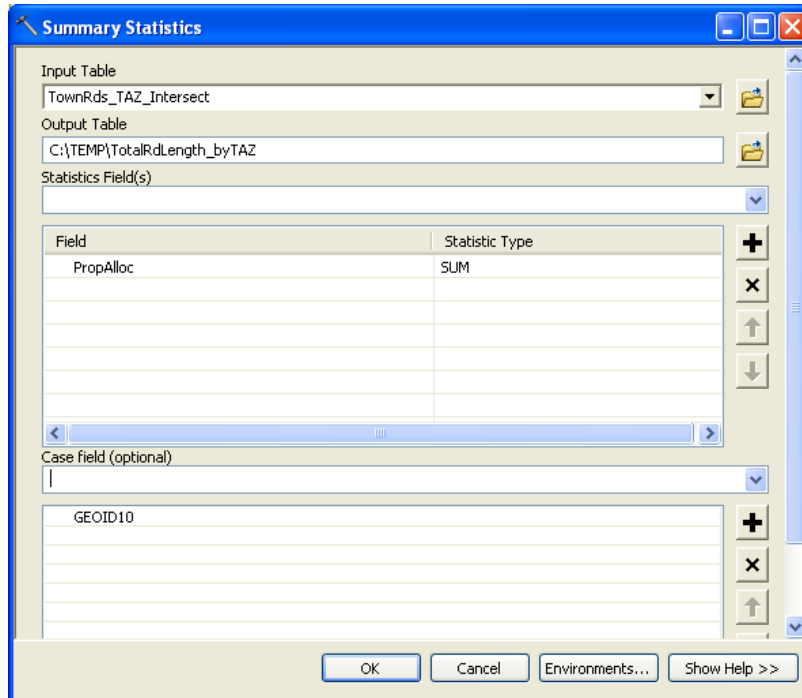 Summary Statistics
Input Table
TownRds_TAZ_Intersect
Output Table
C:\TEMP\TotalRdLength_byTAZ
Statistics Field(s)
Field Statistic Type
PropAlloc SUM
Case field (optional)
GEOID10
OK Cancel Environments... Show Help >>